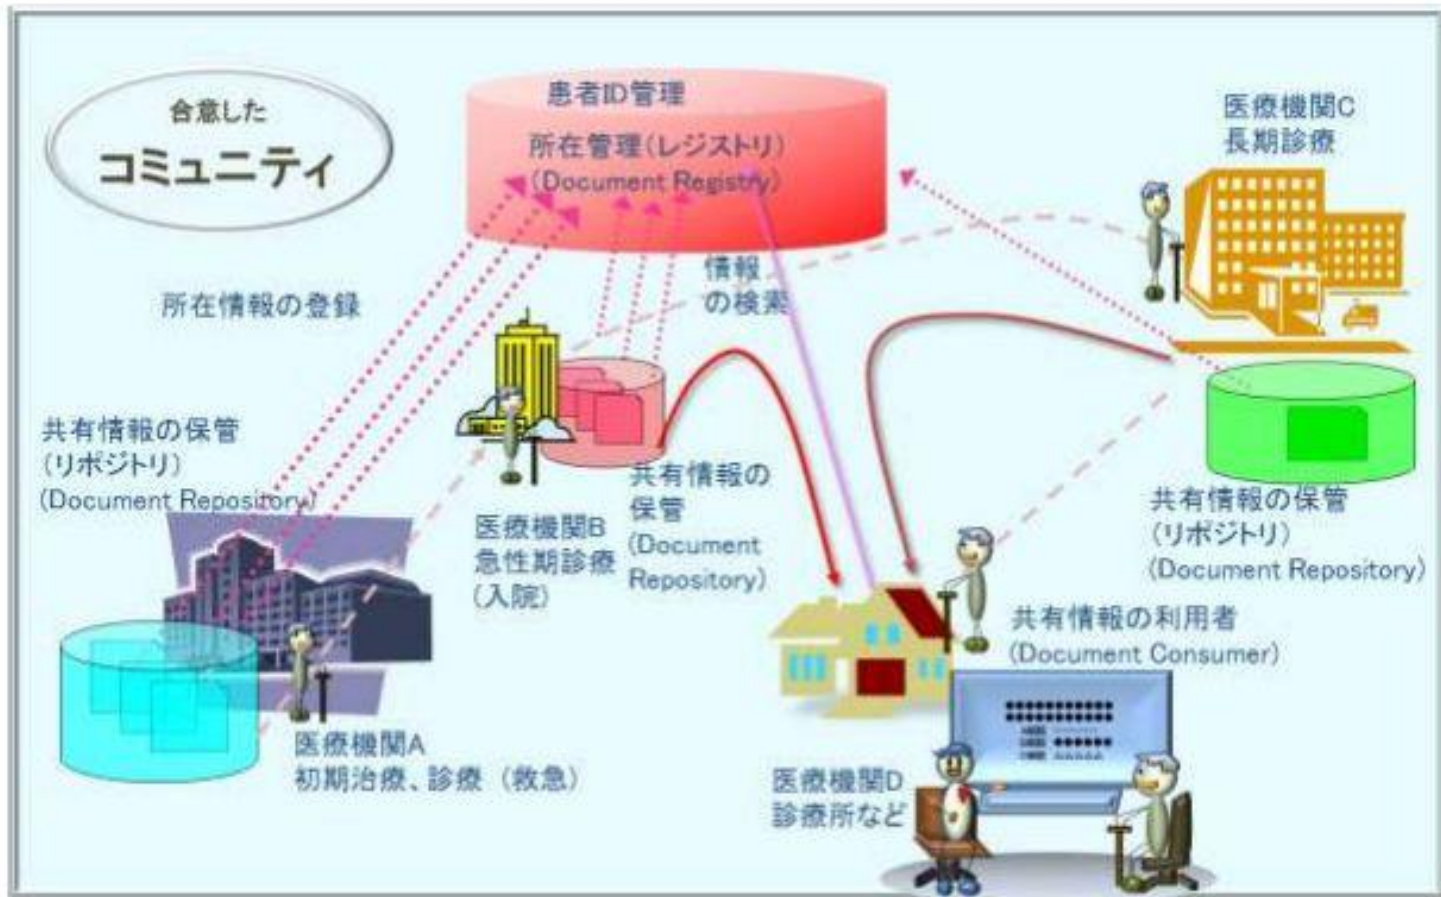 合意した
コミュニティ
患者ID管理
所在管理(レジストリ)
(Document Registry)
医療機関C
長期診療
情報
の検索
所在情報の登録
共有情報の保管
(リポジトリ)
(Document Repository)
医療機関B
急性期診療
(入院)
共有情報の
保管
(Document
Repository)
共有情報の保管
(リポジトリ)
(Document Repository)
共有情報の利用者
(Document Consumer)
医療機関A
初期治療、診療 (救急)
医療機関D
診療所など